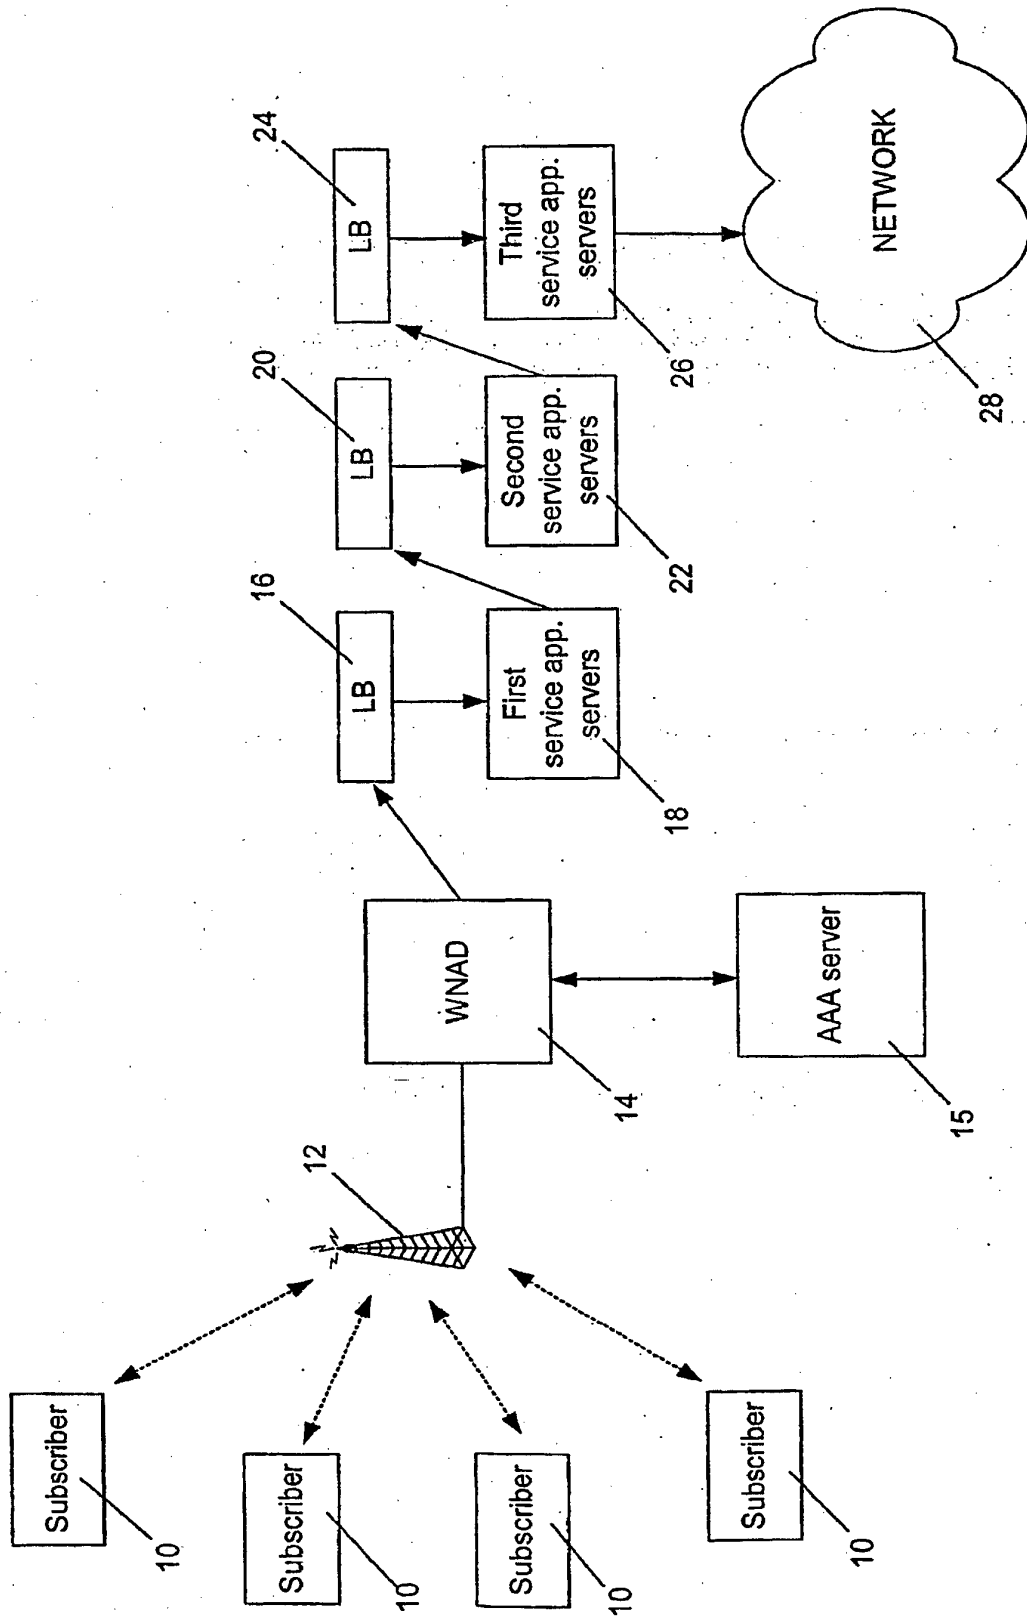 Subscriber
10
Subscriber
10
Subscriber
10
Subscriber
10
12
WNAD
14
AAA server
15
LB
16
First
service app.
servers
18
LB
20
Second
service app.
servers
22
LB
24
Third
service app.
servers
26
NETWORK
28